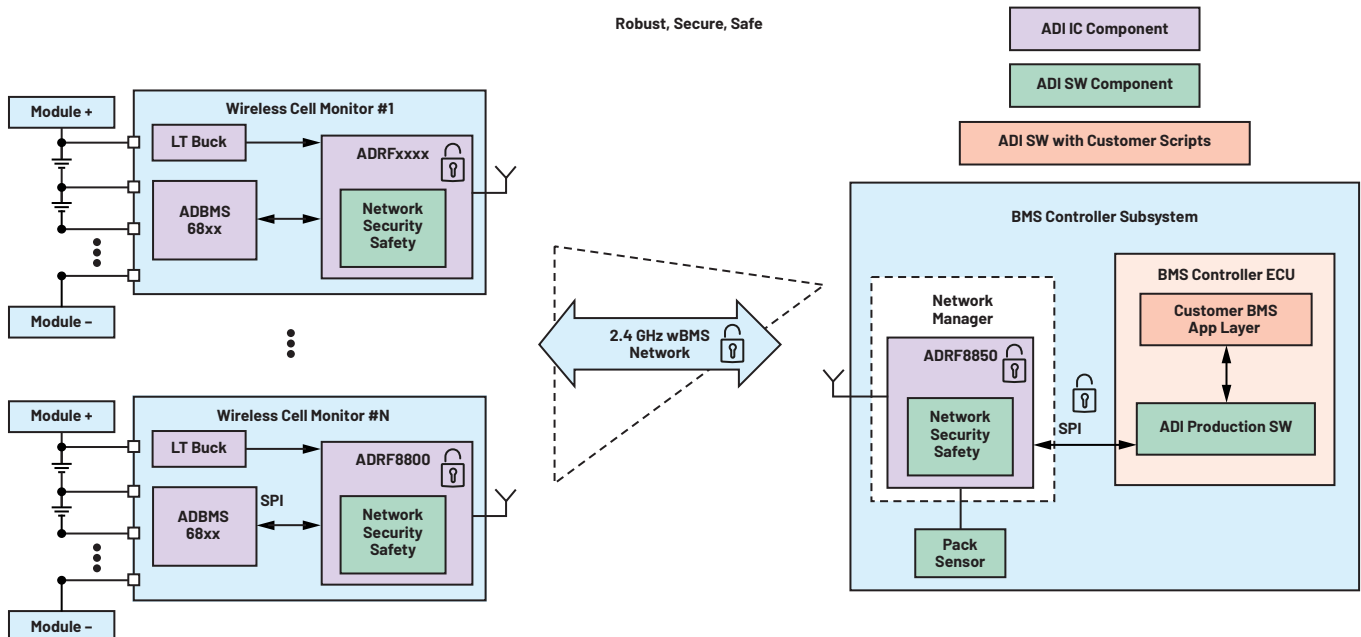 Robust, Secure, Safe
ADI IC Component
ADI SW Component
ADI SW with Customer Scripts
Module +
Wireless Cell Monitor #1
LT Buck
ADRFxxxx
ADBMS
68xx
Network
Security
Safety
Module –
Module +
Wireless Cell Monitor #N
LT Buck
ADRF8800
SPI
ADBMS
68xx
Network
Security
Safety
Module –
2.4 GHz wBMS
Network
BMS Controller Subsystem
Network
Manager
ADRF8850
Network
Security
Safety
SPI
Pack
Sensor
BMS Controller ECU
Customer BMS
App Layer
ADI Production SW